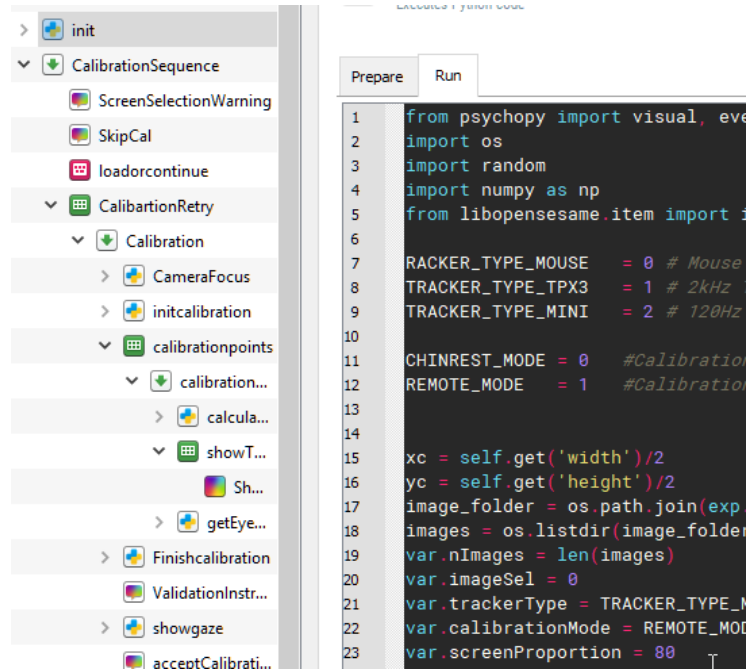 Executes Python code
init
CalibrationSequence
ScreenSelectionWarning
SkipCal
loadorcontinue
CalibartionRetry
Calibration
CameraFocus
initcalibration
calibrationpoints
calibration...
calcula...
showT...
Sh...
getEye...
Finishcalibration
ValidationInstr...
showgaze
acceptCalibrati...
Prepare
Run
1 from psychopy import visual, eve
2 import os
3 import random
4 import numpy as np
5 from libopensesame.item import i
6
7 RACKER_TYPE_MOUSE = 0 # Mouse
8 TRACKER_TYPE_TPX3 = 1 # 2kHz
9 TRACKER_TYPE_MINI = 2 # 120Hz
10
11 CHINREST_MODE = 0 #Calibration
12 REMOTE_MODE = 1 #Calibration
13
14
15 xc = self.get('width')/2
16 yc = self.get('height')/2
17 image_folder = os.path.join(exp.
18 images = os.listdir(image_folder
19 var.nImages = len(images)
20 var.imageSel = 0
21 var.trackerType = TRACKER_TYPE_M
22 var.calibrationMode = REMOTE_MOD
23 var.screenProportion = 80